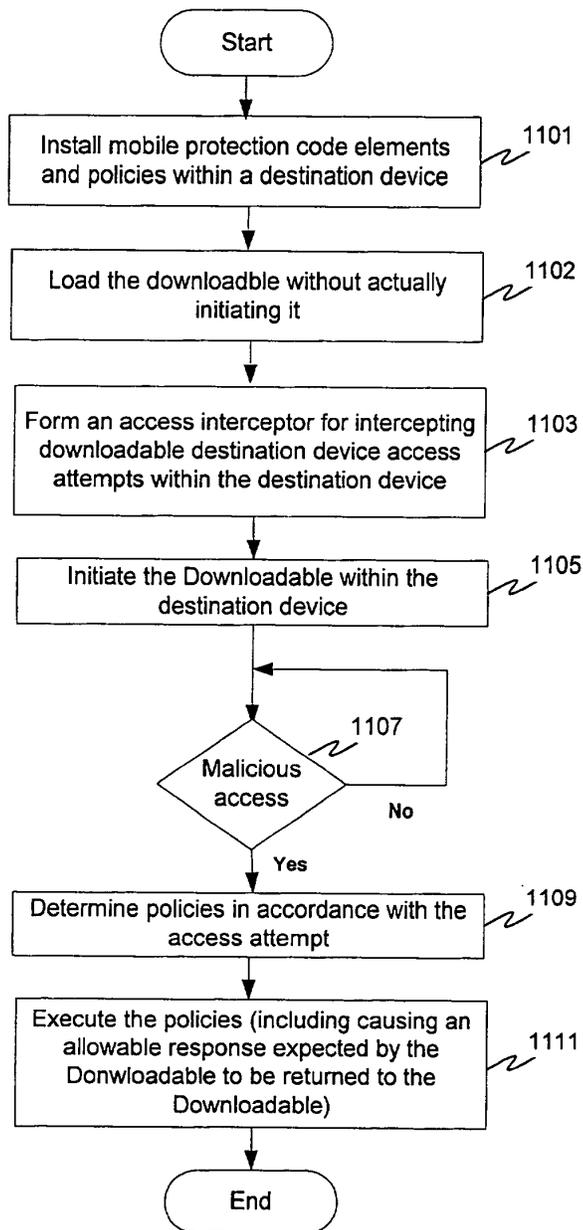 Start
Install mobile protection code elements
and policies within a destination device
1101
Load the downloadble without actually
initiating it
1102
Form an access interceptor for intercepting
downloadable destination device access
attempts within the destination device
1103
Initiate the Downloadable within the
destination device
1105
Malicious
access
1107
No
Yes
Determine policies in accordance with the
access attempt
1109
Execute the policies (including causing an
allowable response expected by the
Donwloadable to be returned to the
Downloadable)
1111
End